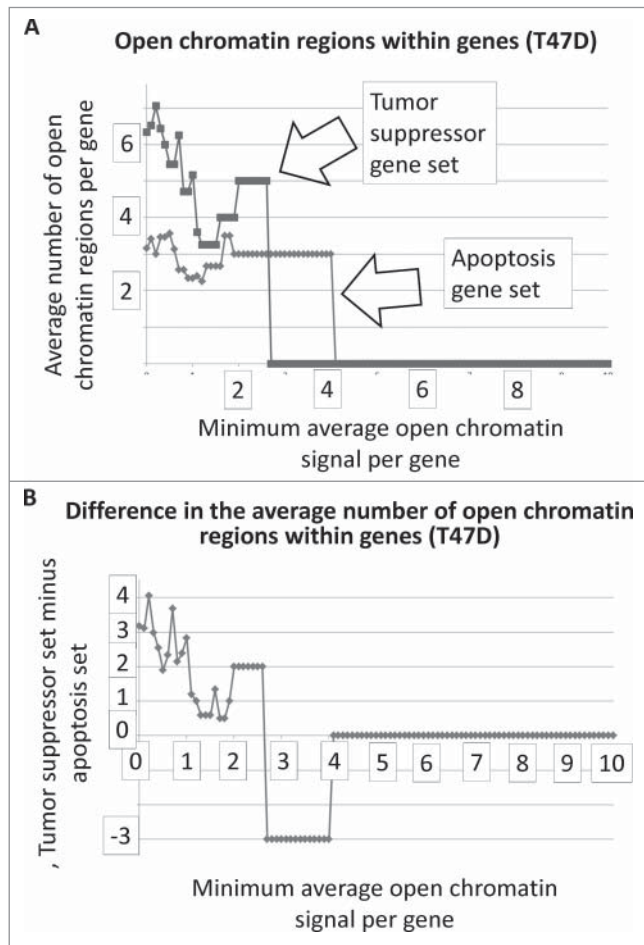 A
Open chromatin regions within genes (T47D)
Average number of open
chromatin regions per gene
6
4
2
Tumor
suppressor
gene set
Apoptosis
gene set
2
4
6
8
Minimum average open chromatin
signal per gene
B
Difference in the average number of open chromatin
regions within genes (T47D)
, Tumor suppressor set minus
apoptosis set
4
3
2
1
0
-3
0
1
2
3
4
5
6
7
8
9
10
Minimum average open chromatin
signal per gene